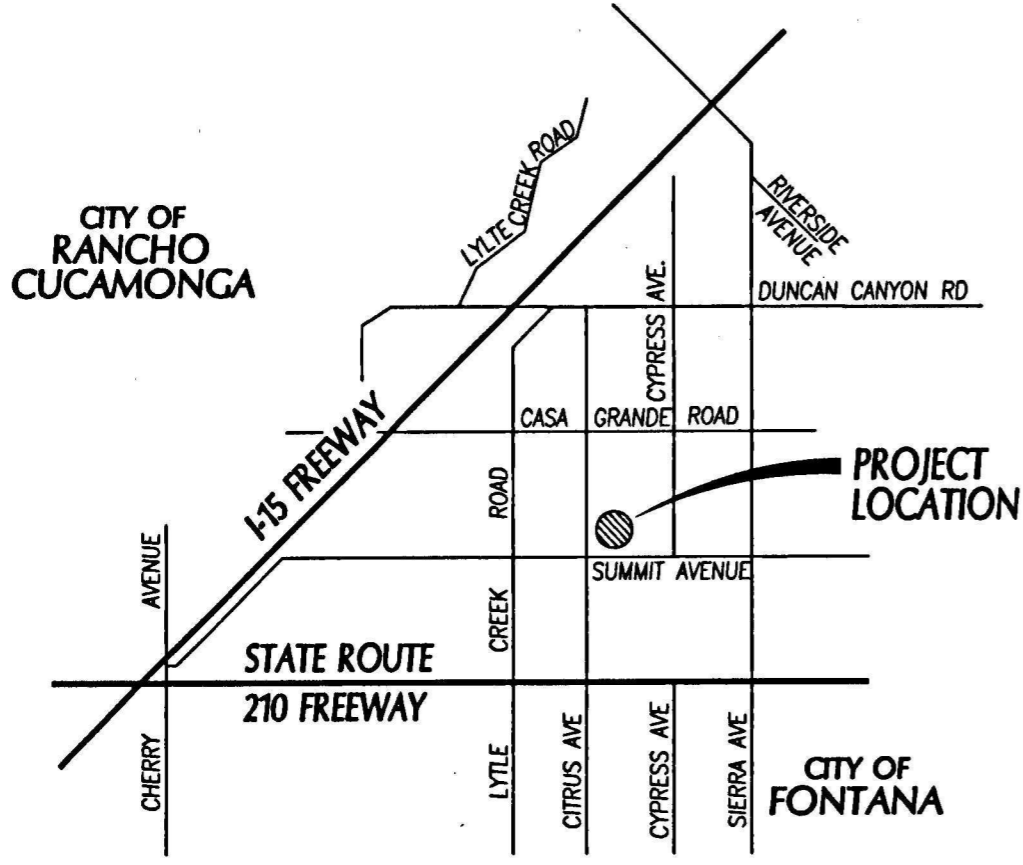 LYLTE CREEK ROAD
CITY OF
RANCHO
CUCAMONGA
RIVERSIDE
AVENUE
DUNCAN CANYON RD
CYPRESS AVE.
CASA GRANDE ROAD
I-15 FREEWAY
PROJECT
LOCATION
SUMMIT AVENUE
CHERRY AVENUE
LYTLE CREEK ROAD
STATE ROUTE
210 FREEWAY
CITRUS AVE
CYPRESS AVE
SIERRA AVE
CITY OF
FONTANA